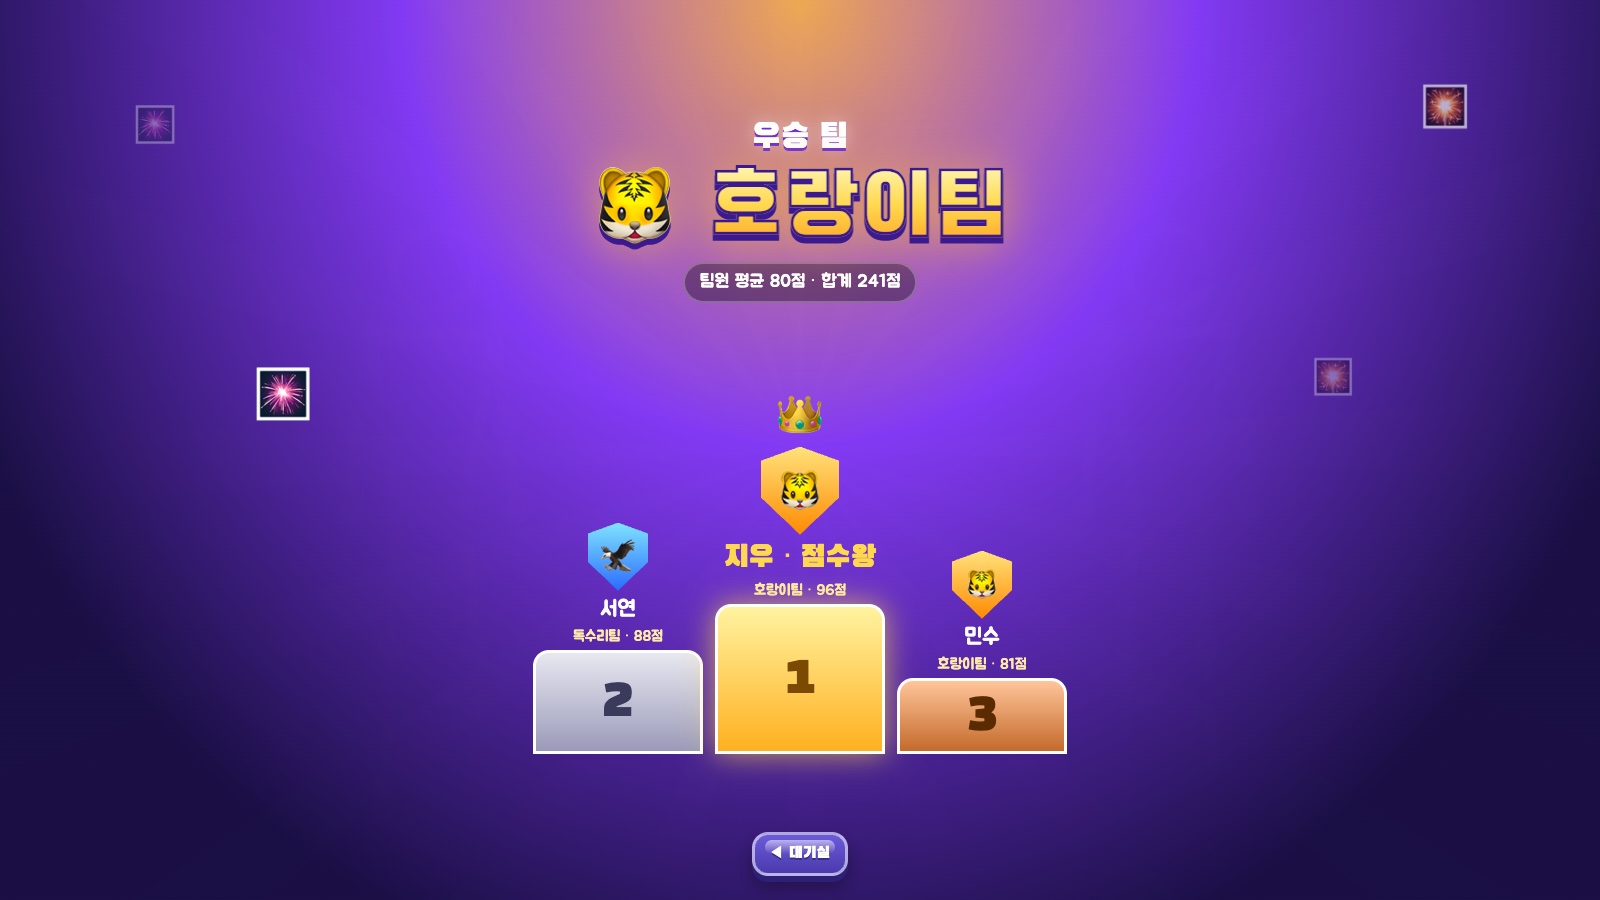 우승 팀
호랑이팀
팀원 평균 80점 · 합계 241점
지우 · 점수왕
호랑이팀 · 96점
서연
독수리팀 · 88점
민수
호랑이팀 · 81점
2
1
3
◀ 대기실